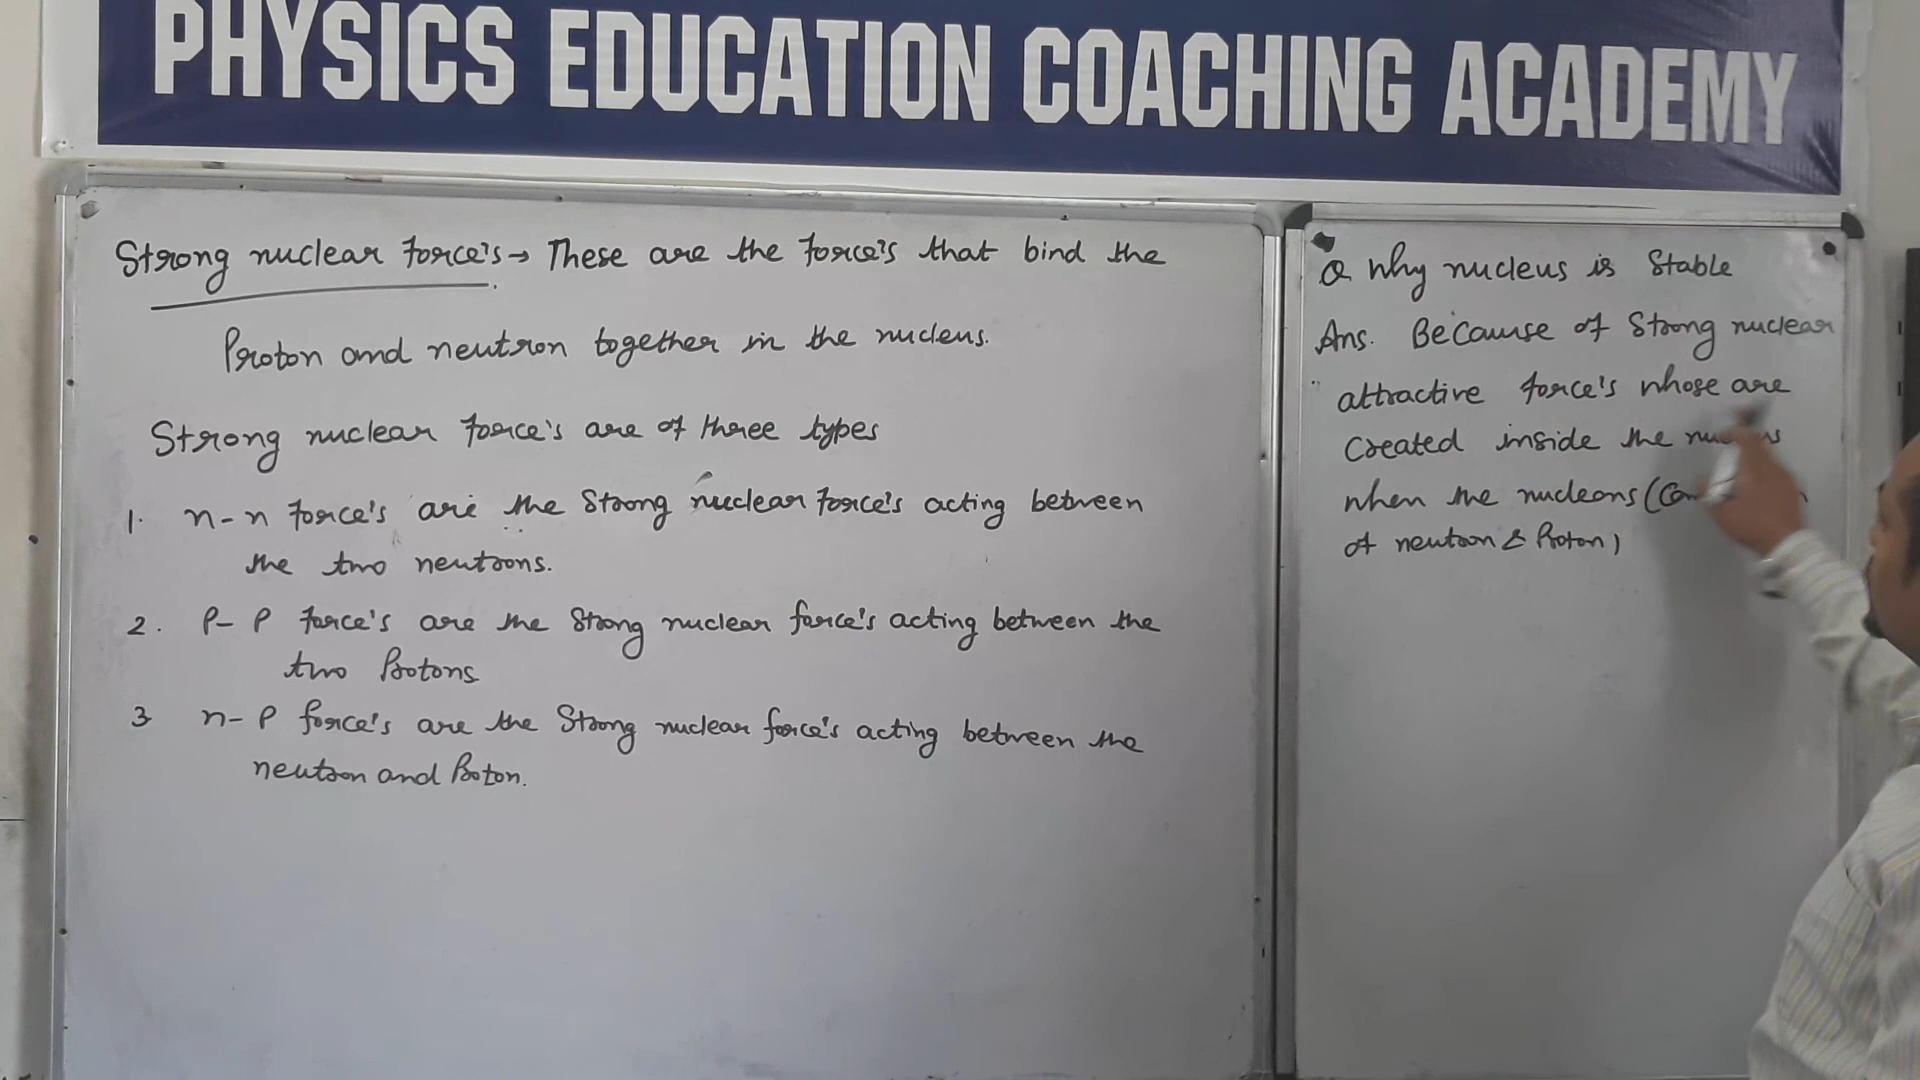 PHYSICS EDUCATION COACHING ACADEMY
Strong nuclear force's → These are the force's that bind the
Proton and neutron together in the nucleus.
Strong nuclear force's are of three types
1. n-n force's are the strong nuclear force's acting between
the two neutrons.
2. P-P force's are the strong nuclear force's acting between the
two Protons
3 n-P force's are the Strong nuclear force's acting between the
neutron and Proton.
Q Why nucleus is Stable
Ans. Because of Strong nuclear
attractive force's whose are
Created inside the
when the nucleons (
of neutron & Proton)